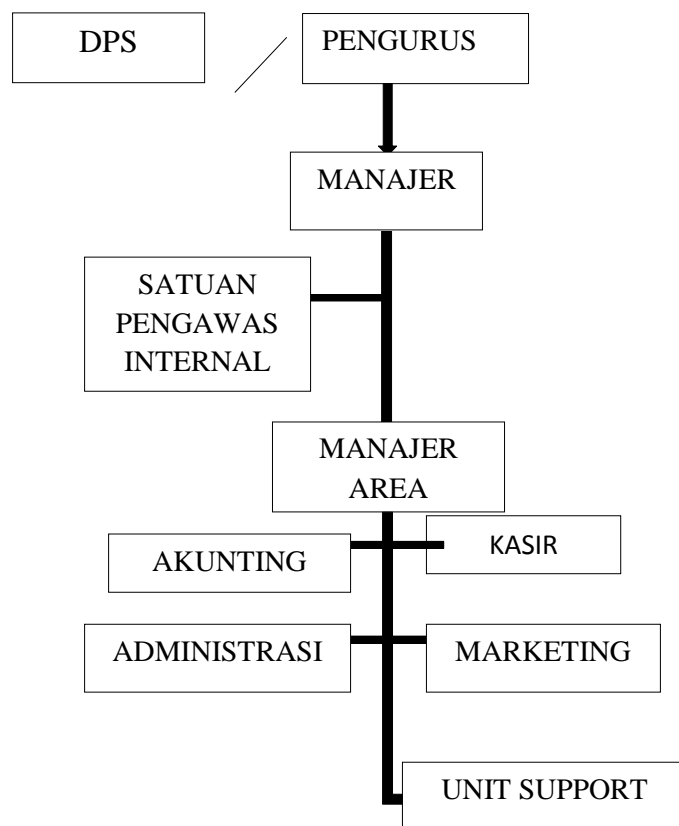 DPS
PENGURUS
MANAJER
SATUAN
PENGAWAS
INTERNAL
MANAJER
AREA
AKUNTING
KASIR
ADMINISTRASI
MARKETING
UNIT SUPPORT